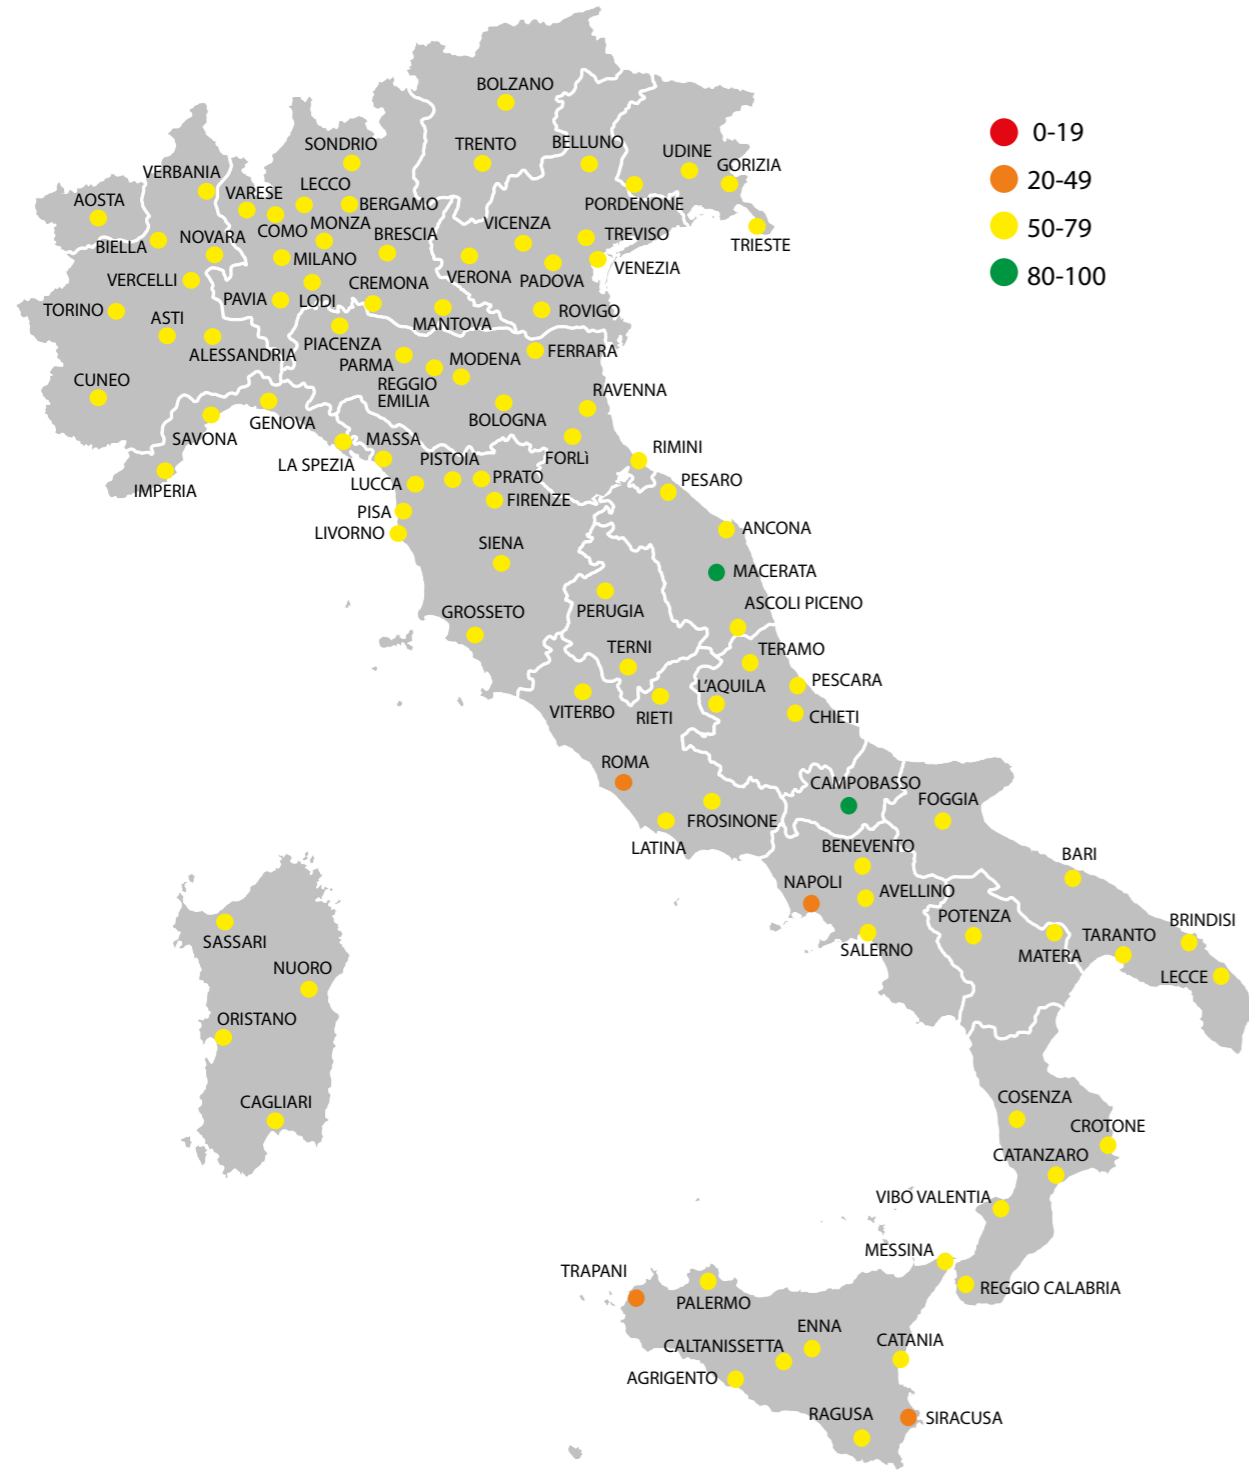 BOLZANO
SONDRIO
TRENTO
BELLUNO
UDINE
GORIZIA
0-19
20-49
50-79
80-100
VERBANIA
AOSTA
VARESE
LECCO
BERGAMO
PORDENONE
COMO
MONZA
VICENZA
TREVISO
TRIESTE
BIELLA
NOVARA
BRESCIA
MILANO
VENEZIA
VERCELLI
VERONA
PADOVA
CREMONA
PAVIA
LODI
TORINO
ASTI
MANTOVA
ROVIGO
ALESSANDRIA
PIACENZA
PARMA
MODENA
FERRARA
CUNEO
REGGIO
EMILIA
RAVENNA
BOLOGNA
GENOVA
SAVONA
MASSA
FORLì
RIMINI
LA SPEZIA
PISTOIA
PRATO
PESARO
IMPERIA
LUCCA
FIRENZE
PISA
ANCONA
LIVORNO
SIENA
MACERATA
ASCOLI PICENO
GROSSETO
PERUGIA
TERNI
TERAMO
L'AQUILA
PESCARA
VITERBO
RIETI
CHIETI
ROMA
CAMPOBASSO
FOGGIA
FROSINONE
LATINA
BENEVENTO
BARI
NAPOLI
AVELLINO
POTENZA
BRINDISI
SASSARI
SALERNO
MATERA
TARANTO
NUORO
LECCE
ORISTANO
CAGLIARI
COSENZA
CROTONE
CATANZARO
VIBO VALENTIA
MESSINA
TRAPANI
REGGIO CALABRIA
PALERMO
ENNA
CALTANISSETTA
CATANIA
AGRIGENTO
RAGUSA
SIRACUSA